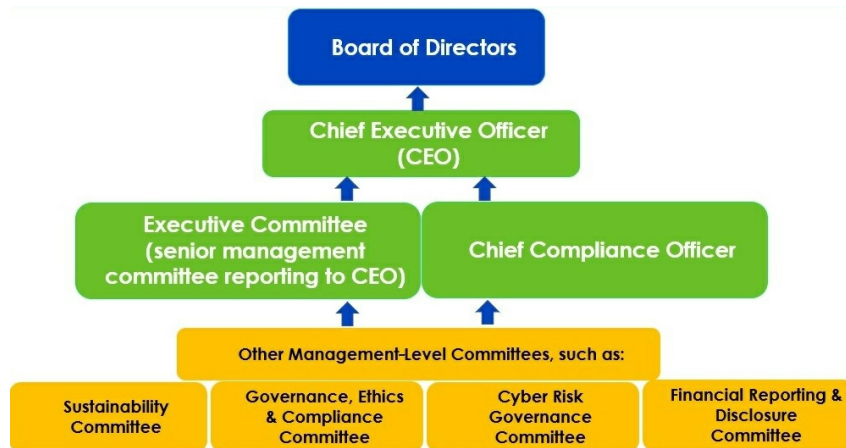 Board of Directors
Chief Executive Officer
(CEO)
Executive Committee
(senior management
committee reporting to CEO)
Chief Compliance Officer
Other Management-Level Committees, such as:
Sustainability
Committee
Governance, Ethics
& Compliance
Committee
Cyber Risk
Governance
Committee
Financial Reporting &
Disclosure
Committee